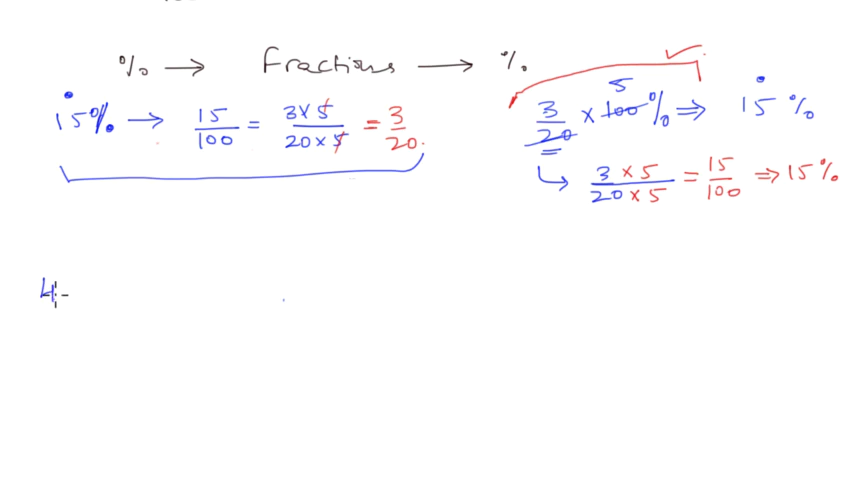 % → Fractions → %
15% → 15/100 = 3×5/20×5 = 3/20.
3/20 × 100% ⇒ 15%
5
↳ 3×5/20×5 = 15/100 ⇒ 15%
4